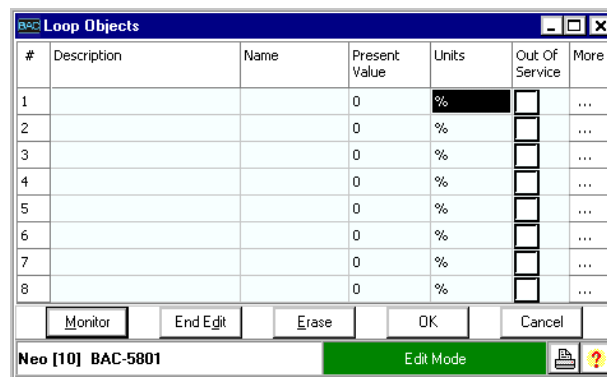 BAC Loop Objects
# Description Name Present Value Units Out Of Service More
1 0 % ...
2 0 % ...
3 0 % ...
4 0 % ...
5 0 % ...
6 0 % ...
7 0 % ...
8 0 % ...
Monitor End Edit Erase OK Cancel
Neo [10] BAC-5801 Edit Mode ?